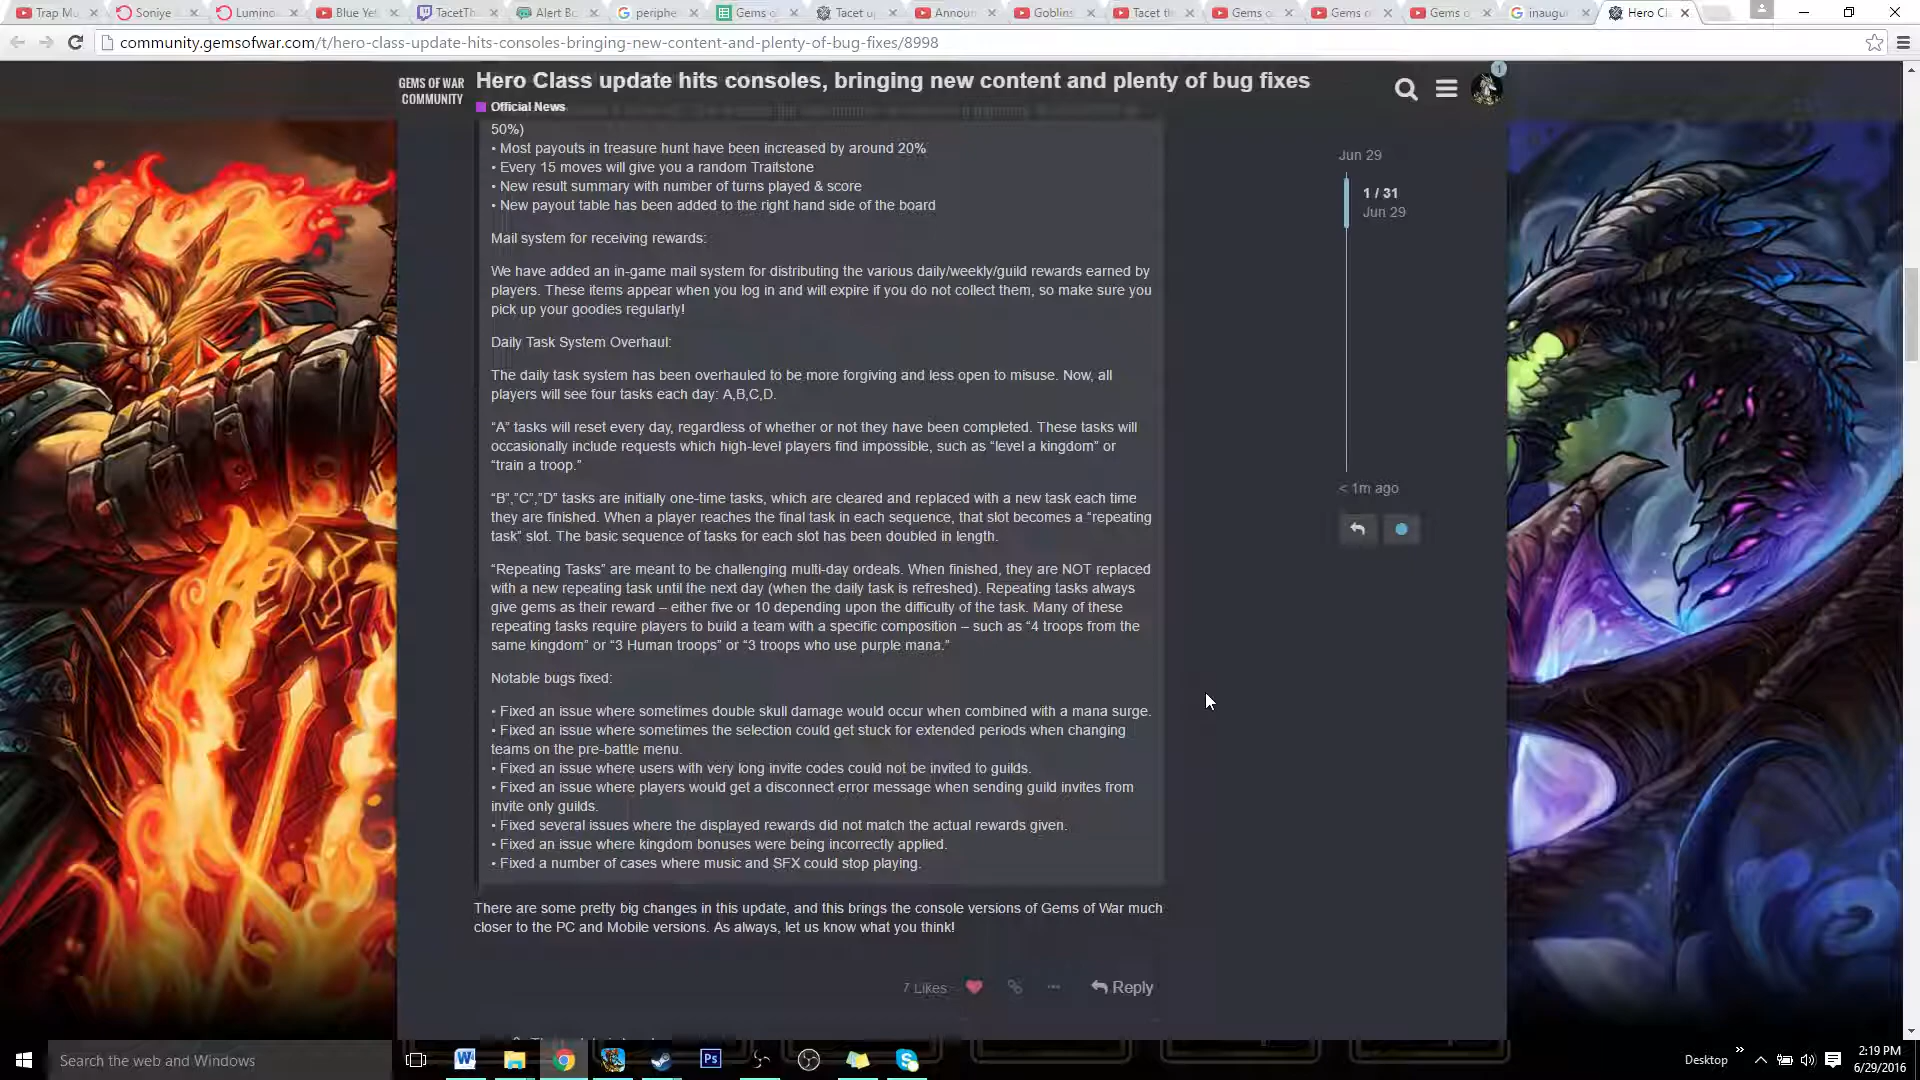 Trap Mu
Soniye
Lumino
Blue Yet
TacetTh
Alert Bo
periphe
Gems o
Tacet up
Announ
Goblins
Tacet th
Gems o
Gems o
Gems o
inaugu
Hero Cl
community.gemsofwar.com/t/hero-class-update-hits-consoles-bringing-new-content-and-plenty-of-bug-fixes/8998
GEMS OF WAR
COMMUNITY
Hero Class update hits consoles, bringing new content and plenty of bug fixes
Official News
1
50%)
• Most payouts in treasure hunt have been increased by around 20%
• Every 15 moves will give you a random Traitstone
• New result summary with number of turns played & score
• New payout table has been added to the right hand side of the board
Mail system for receiving rewards:
We have added an in-game mail system for distributing the various daily/weekly/guild rewards earned by
players. These items appear when you log in and will expire if you do not collect them, so make sure you
pick up your goodies regularly!
Daily Task System Overhaul:
The daily task system has been overhauled to be more forgiving and less open to misuse. Now, all
players will see four tasks each day: A,B,C,D.
“A” tasks will reset every day, regardless of whether or not they have been completed. These tasks will
occasionally include requests which high-level players find impossible, such as “level a kingdom” or
“train a troop.”
“B”,”C”,”D” tasks are initially one-time tasks, which are cleared and replaced with a new task each time
they are finished. When a player reaches the final task in each sequence, that slot becomes a “repeating
task” slot. The basic sequence of tasks for each slot has been doubled in length.
“Repeating Tasks” are meant to be challenging multi-day ordeals. When finished, they are NOT replaced
with a new repeating task until the next day (when the daily task is refreshed). Repeating tasks always
give gems as their reward – either five or 10 depending upon the difficulty of the task. Many of these
repeating tasks require players to build a team with a specific composition – such as “4 troops from the
same kingdom” or “3 Human troops” or “3 troops who use purple mana.”
Notable bugs fixed:
• Fixed an issue where sometimes double skull damage would occur when combined with a mana surge.
• Fixed an issue where sometimes the selection could get stuck for extended periods when changing
teams on the pre-battle menu.
• Fixed an issue where users with very long invite codes could not be invited to guilds.
• Fixed an issue where players would get a disconnect error message when sending guild invites from
invite only guilds.
• Fixed several issues where the displayed rewards did not match the actual rewards given.
• Fixed an issue where kingdom bonuses were being incorrectly applied.
• Fixed a number of cases where music and SFX could stop playing.
There are some pretty big changes in this update, and this brings the console versions of Gems of War much
closer to the PC and Mobile versions. As always, let us know what you think!
7 Likes
Reply
Jun 29
1 / 31
Jun 29
< 1m ago
Search the web and Windows
Desktop
2:19 PM
6/29/2016